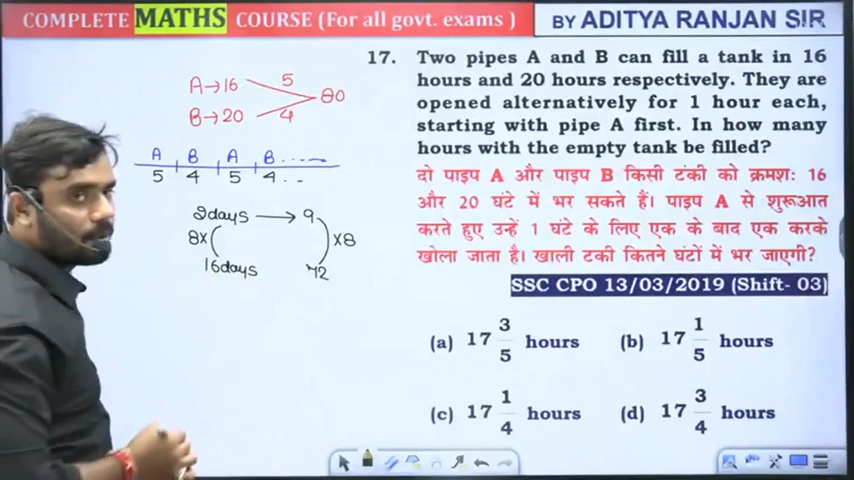 COMPLETE MATHS COURSE (For all govt. exams)
BY ADITYA RANJAN SIR
A→16 5
80
B→20 4
A B A B.....
5 4 5 4...
2days → 9
8× ×8
16days 72
17. Two pipes A and B can fill a tank in 16
hours and 20 hours respectively. They are
opened alternatively for 1 hour each,
starting with pipe A first. In how many
hours with the empty tank be filled?
दो पाइप A और पाइप B किसी टंकी को क्रमश: 16
और 20 घंटे में भर सकते हैं। पाइप A से शुरूआत
करते हुए उन्हें 1 घंटे के लिए एक के बाद एक करके
खोला जाता है। खाली टकी कितने घंटों में भर जाएगी?
SSC CPO 13/03/2019 (Shift- 03)
(a) 17 3/5 hours (b) 17 1/5 hours
(c) 17 1/4 hours (d) 17 3/4 hours